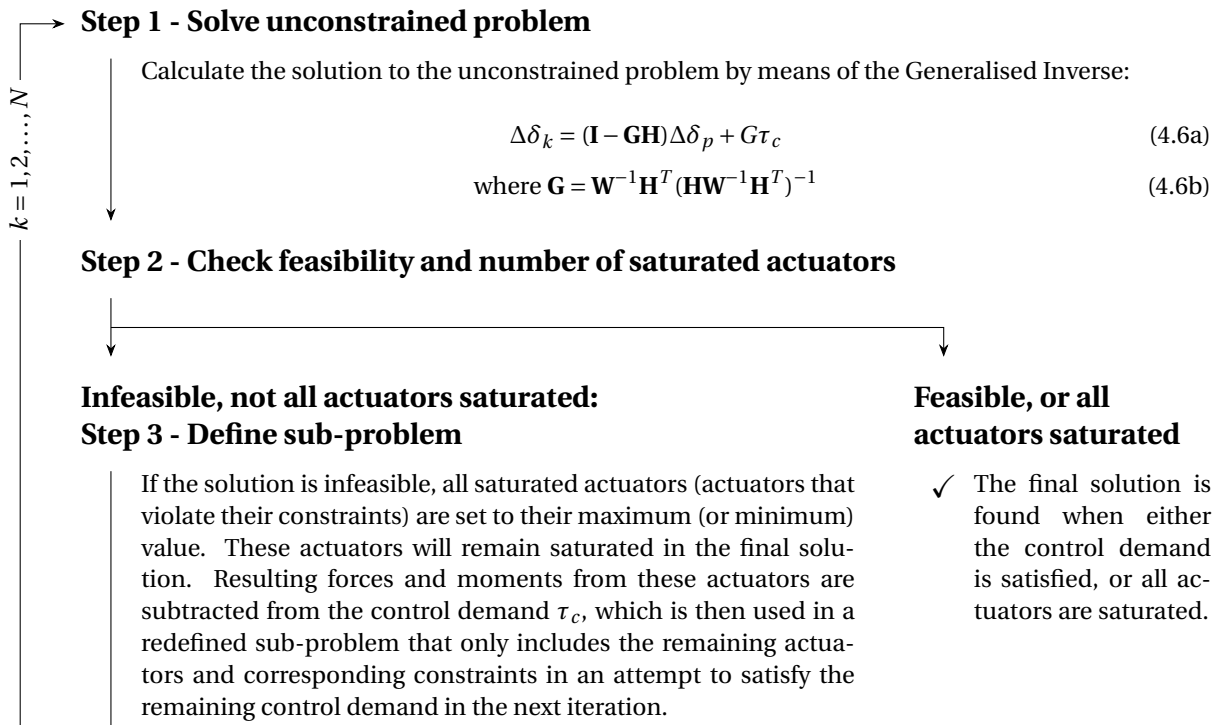 k = 1,2,...,N
Step 1 - Solve unconstrained problem
Calculate the solution to the unconstrained problem by means of the Generalised Inverse:
Δδ_k = (I − GH)Δδ_p + Gτ_c (4.6a)
where G = W⁻¹Hᵀ(HW⁻¹Hᵀ)⁻¹ (4.6b)
Step 2 - Check feasibility and number of saturated actuators
Infeasible, not all actuators saturated:
Step 3 - Define sub-problem
If the solution is infeasible, all saturated actuators (actuators that
violate their constraints) are set to their maximum (or minimum)
value. These actuators will remain saturated in the final solu-
tion. Resulting forces and moments from these actuators are
subtracted from the control demand τ_c, which is then used in a
redefined sub-problem that only includes the remaining actua-
tors and corresponding constraints in an attempt to satisfy the
remaining control demand in the next iteration.
Feasible, or all
actuators saturated
✓ The final solution is
found when either
the control demand
is satisfied, or all ac-
tuators are saturated.